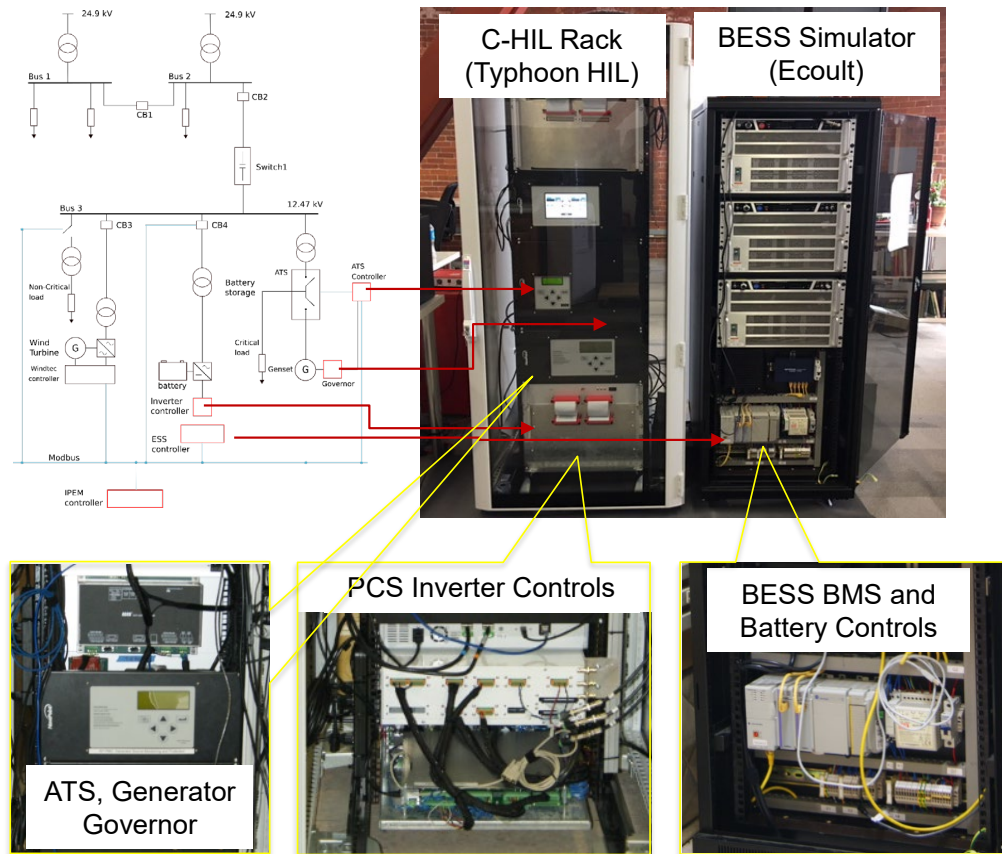 24.9 kV
24.9 kV
Bus 1
Bus 2
CB1
CB2
Switch1
Bus 3
12.47 kV
CB3
CB4
Non-Critical
load
Wind
Turbine
G
Windtec
controller
battery
Inverter
controller
ESS
controller
Battery
storage
ATS
ATS
Controller
Critical
load
Genset
G
Governor
Modbus
IPEM
controller
C-HIL Rack
(Typhoon HIL)
BESS Simulator
(Ecoult)
ATS, Generator
Governor
PCS Inverter Controls
BESS BMS and
Battery Controls